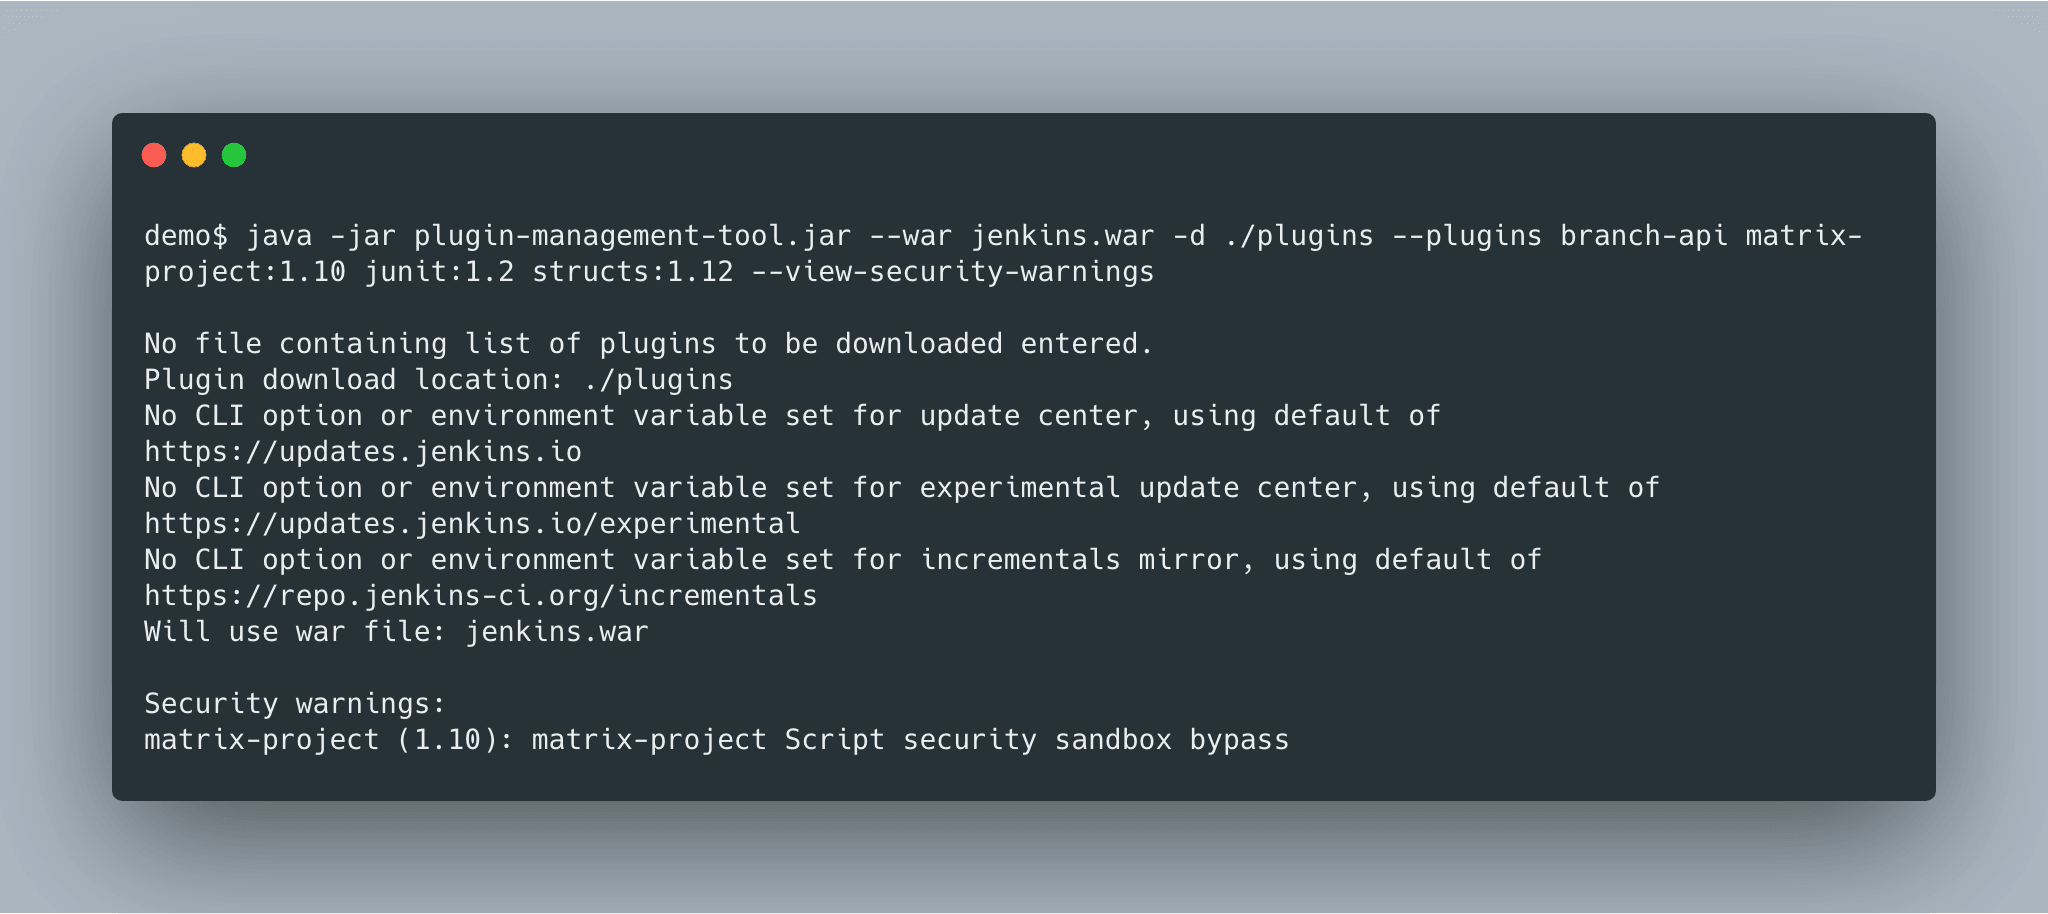 demo$ java -jar plugin-management-tool.jar --war jenkins.war -d ./plugins --plugins branch-api matrix-
project:1.10 junit:1.2 structs:1.12 --view-security-warnings
No file containing list of plugins to be downloaded entered.
Plugin download location: ./plugins
No CLI option or environment variable set for update center, using default of
https://updates.jenkins.io
No CLI option or environment variable set for experimental update center, using default of
https://updates.jenkins.io/experimental
No CLI option or environment variable set for incrementals mirror, using default of
https://repo.jenkins-ci.org/incrementals
Will use war file: jenkins.war
Security warnings:
matrix-project (1.10): matrix-project Script security sandbox bypass